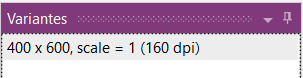 Variantes
400 x 600, scale = 1 (160 dpi)